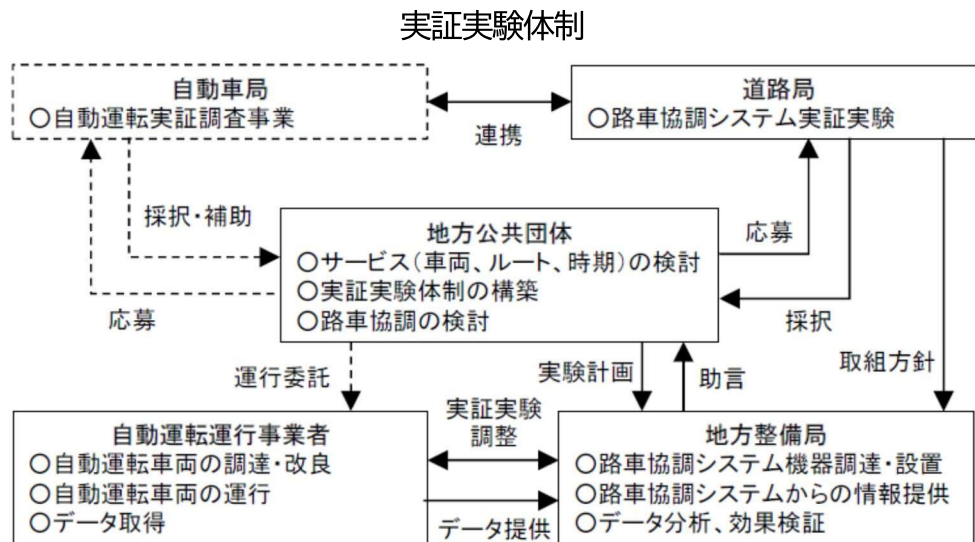 実証実験体制
自動車局
○自動運転実証調査事業
連携
道路局
○路車協調システム実証実験
採択・補助
応募
地方公共団体
○サービス(車両、ルート、時期)の検討
○実証実験体制の構築
○路車協調の検討
応募
採択
取組方針
運行委託
実験計画
助言
自動運転運行事業者
○自動運転車両の調達・改良
○自動運転車両の運行
○データ取得
実証実験
調整
データ提供
地方整備局
○路車協調システム機器調達・設置
○路車協調システムからの情報提供
○データ分析、効果検証